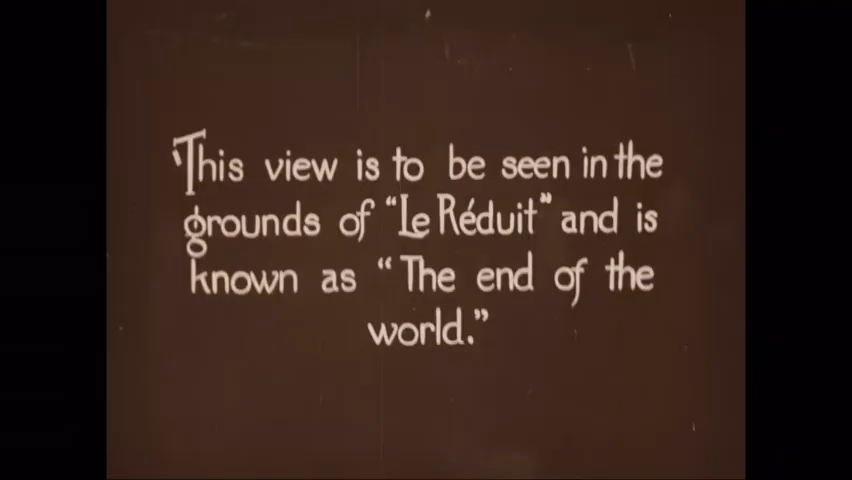 This view is to be seen in the
grounds of “Le Réduit” and is
known as “The end of the
world.”